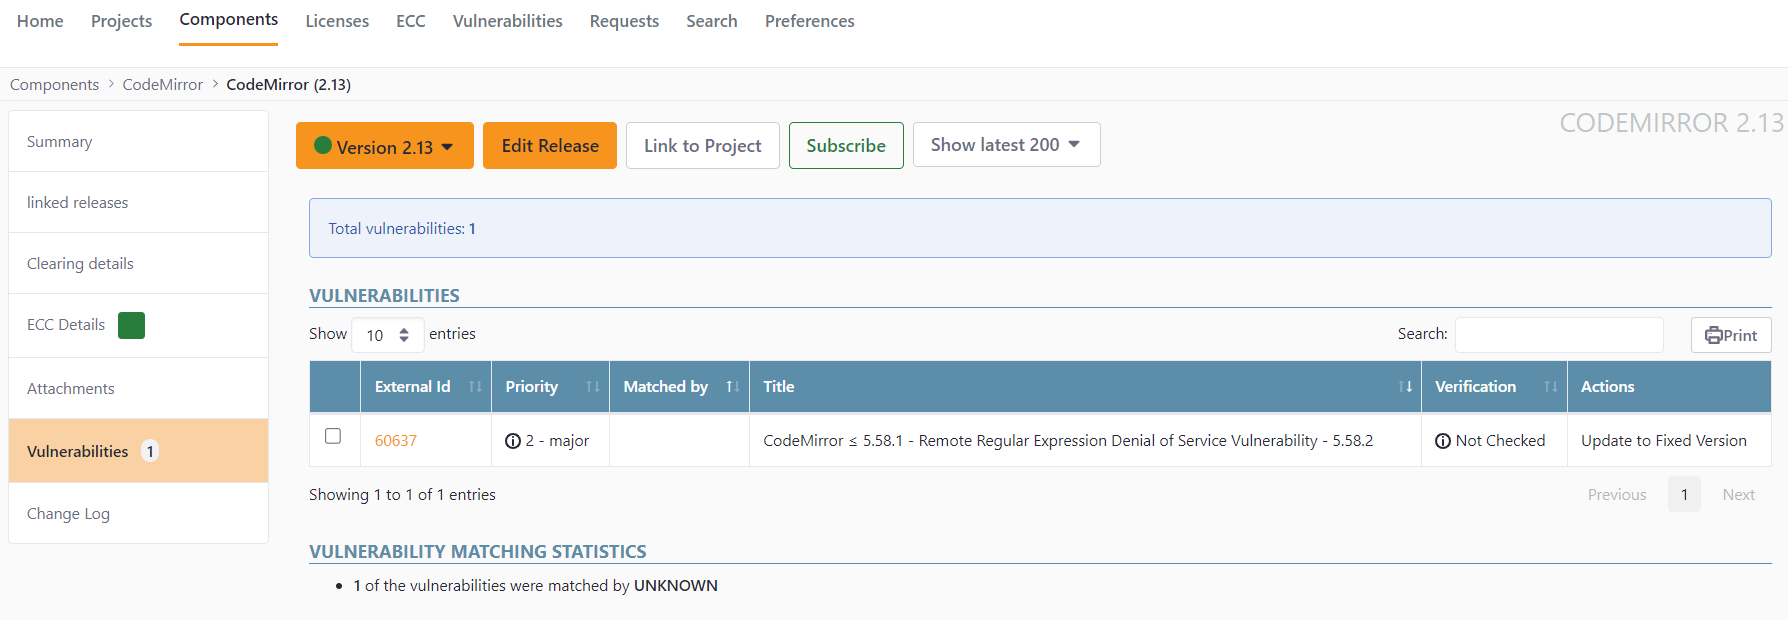 Home Projects Components Licenses ECC Vulnerabilities Requests Search Preferences
Components > CodeMirror > CodeMirror (2.13)
CODEMIRROR 2.13
Summary
linked releases
Clearing details
ECC Details
Attachments
Vulnerabilities 1
Change Log
Version 2.13 Edit Release Link to Project Subscribe Show latest 200
Total vulnerabilities: 1
VULNERABILITIES
Show 10 entries Search: Print
External Id Priority Matched by Title Verification Actions
60637 2 - major CodeMirror ≤ 5.58.1 - Remote Regular Expression Denial of Service Vulnerability - 5.58.2 Not Checked Update to Fixed Version
Showing 1 to 1 of 1 entries Previous 1 Next
VULNERABILITY MATCHING STATISTICS
• 1 of the vulnerabilities were matched by UNKNOWN